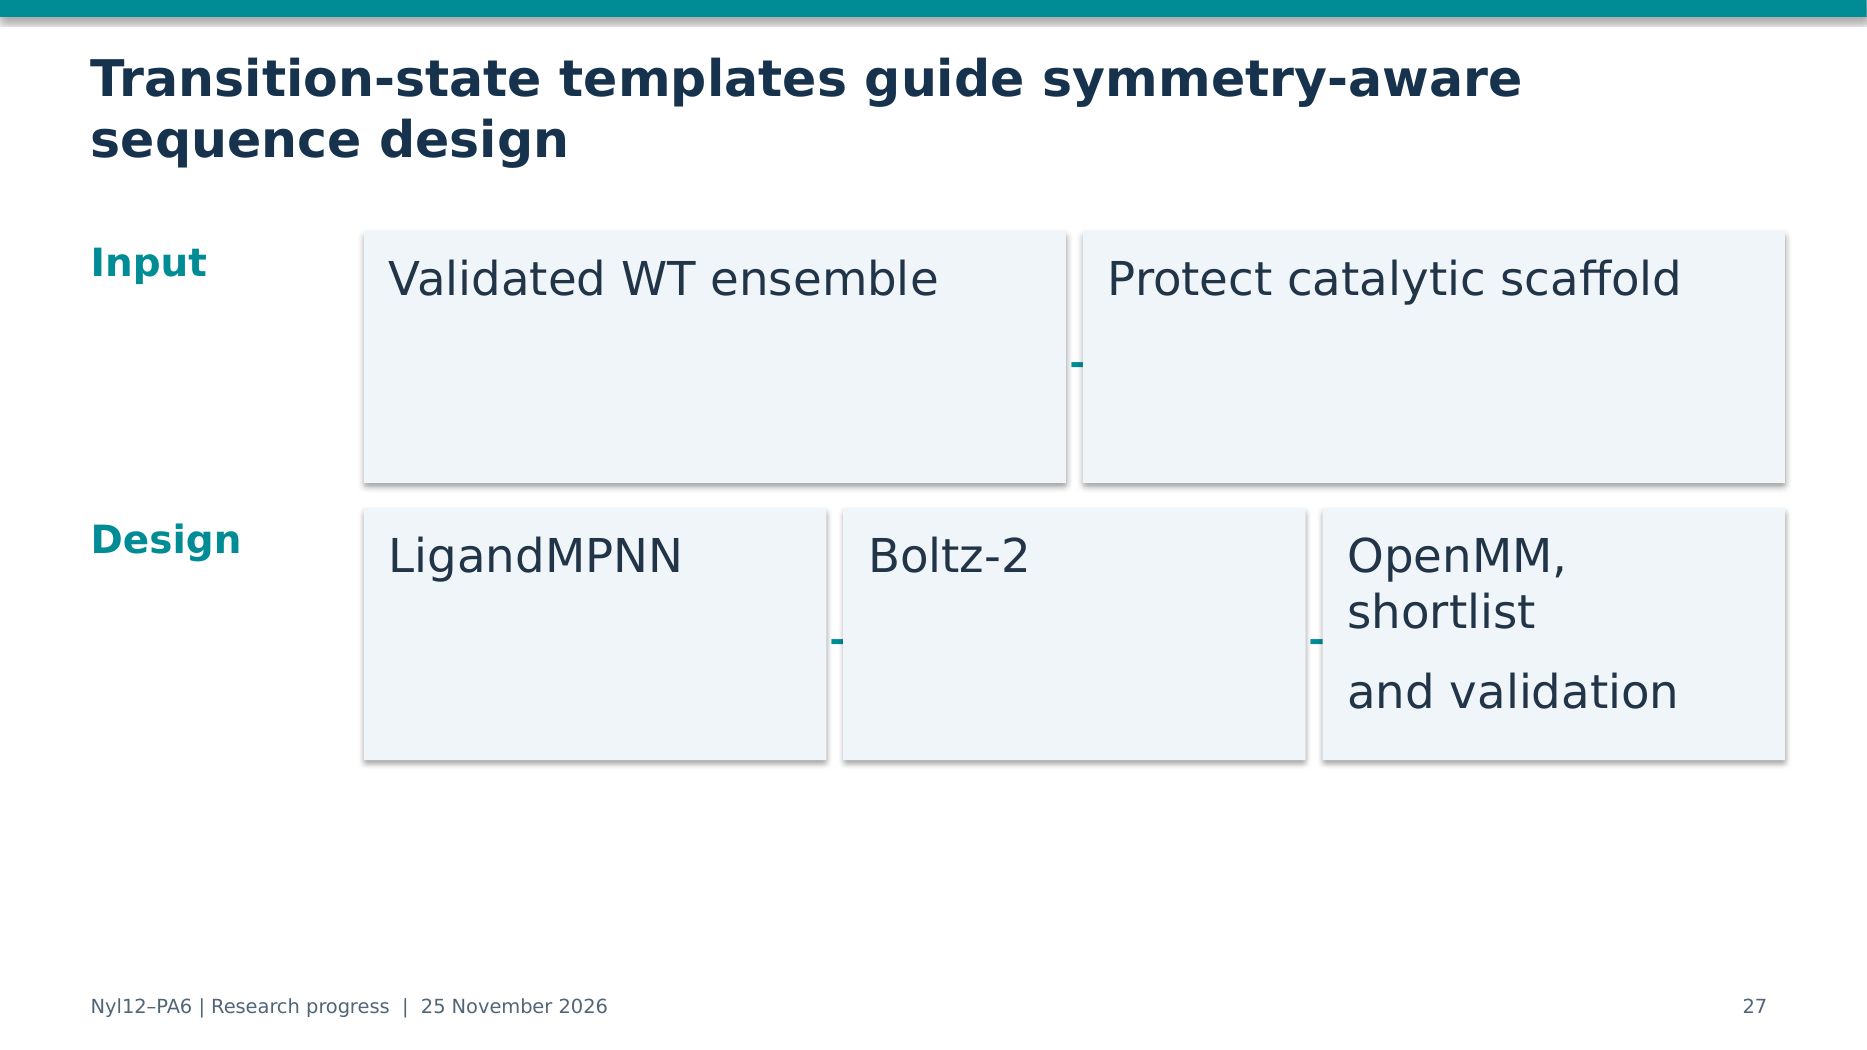 Transition-state templates guide symmetry-aware
sequence design
Input
Validated WT ensemble
Protect catalytic scaffold
Design
LigandMPNN
Boltz-2
OpenMM,
shortlist
and validation
Nyl12–PA6 | Research progress | 25 November 2026
27